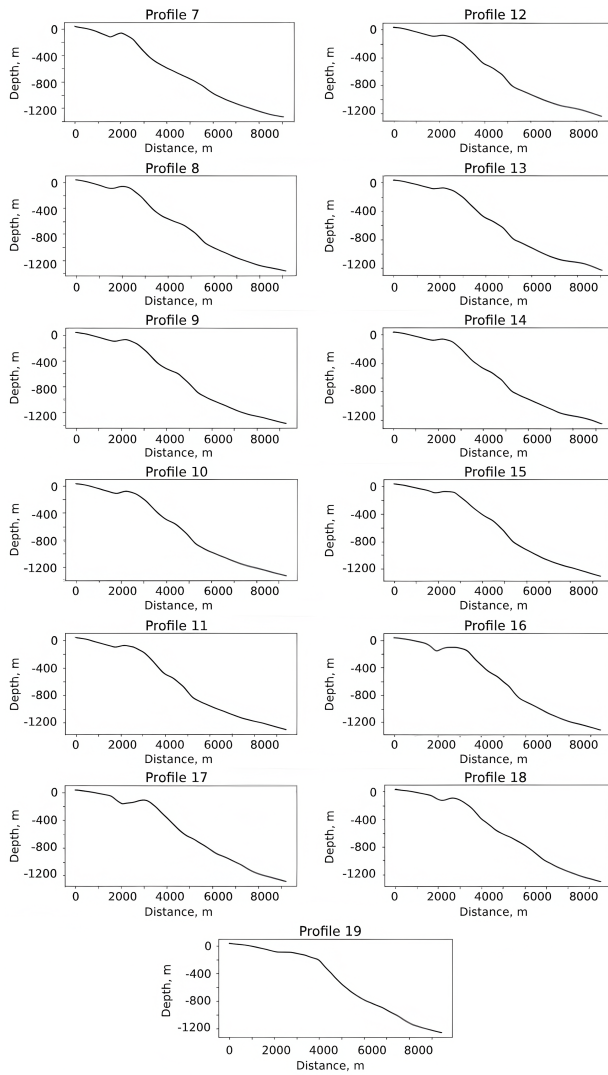 Profile 7
Depth, m
0
-400
-800
-1200
0 2000 4000 6000 8000
Distance, m
Profile 12
Depth, m
0
-400
-800
-1200
0 2000 4000 6000 8000
Distance, m
Profile 8
Depth, m
0
-400
-800
-1200
0 2000 4000 6000 8000
Distance, m
Profile 13
Depth, m
0
-400
-800
-1200
0 2000 4000 6000 8000
Distance, m
Profile 9
Depth, m
0
-400
-800
-1200
0 2000 4000 6000 8000
Distance, m
Profile 14
Depth, m
0
-400
-800
-1200
0 2000 4000 6000 8000
Distance, m
Profile 10
Depth, m
0
-400
-800
-1200
0 2000 4000 6000 8000
Distance, m
Profile 15
Depth, m
0
-400
-800
-1200
0 2000 4000 6000 8000
Distance, m
Profile 11
Depth, m
0
-400
-800
-1200
0 2000 4000 6000 8000
Distance, m
Profile 16
Depth, m
0
-400
-800
-1200
0 2000 4000 6000 8000
Distance, m
Profile 17
Depth, m
0
-400
-800
-1200
0 2000 4000 6000 8000
Distance, m
Profile 18
Depth, m
0
-400
-800
-1200
0 2000 4000 6000 8000
Distance, m
Profile 19
Depth, m
0
-400
-800
-1200
0 2000 4000 6000 8000
Distance, m